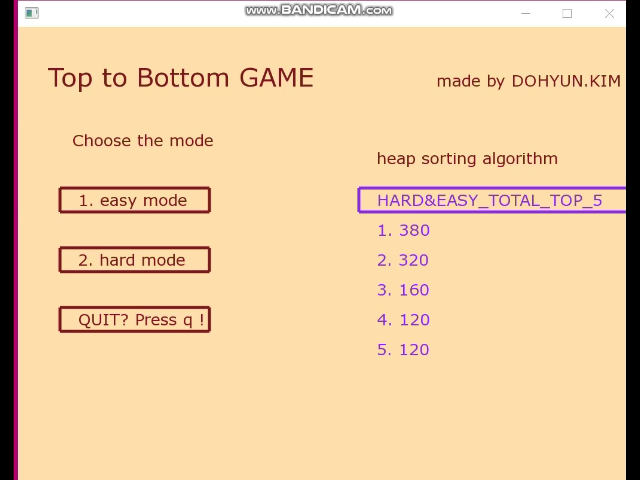 www.BANDICAM.com
Top to Bottom GAME
made by DOHYUN.KIM
Choose the mode
heap sorting algorithm
1. easy mode
2. hard mode
QUIT? Press q !
HARD&EASY_TOTAL_TOP_5
1. 380
2. 320
3. 160
4. 120
5. 120